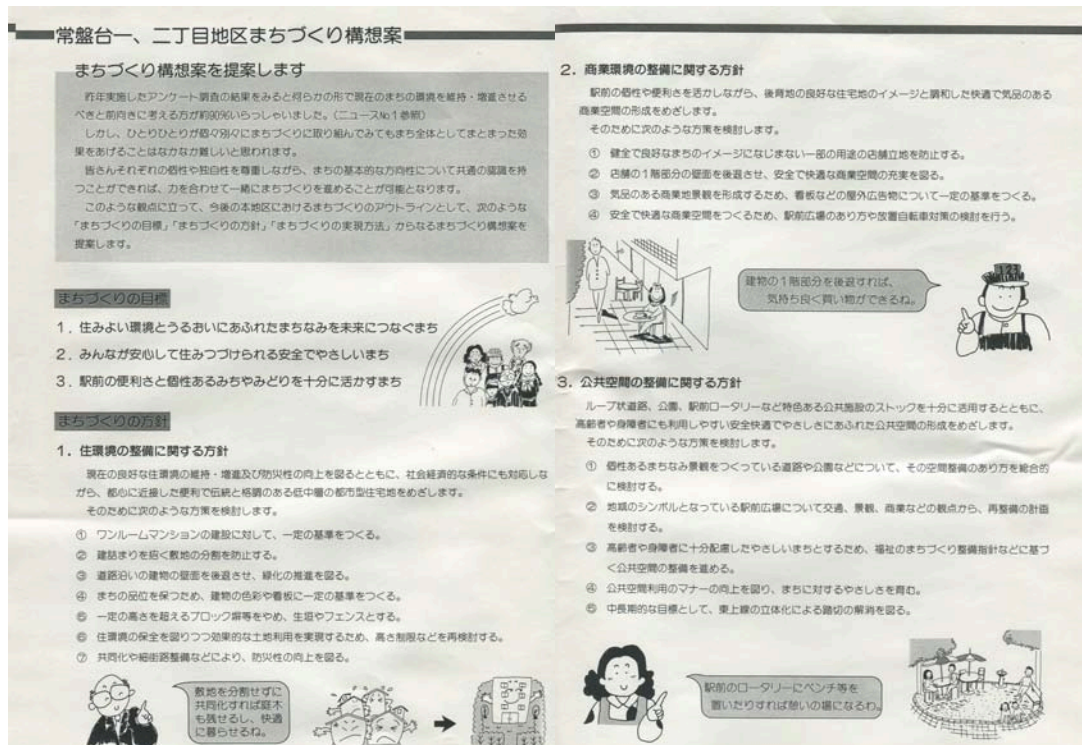 常盤台一、二丁目地区まちづくり構想案
まちづくり構想案を提案します
昨年実施したアンケート調査の結果をみると何らかの形で現在のまちの環境を維持・増進させる
べきと前向きに考える方が約90%いらっしゃいました。(ニュースNo1参照)
しかし、ひとりひとりが個々別々にまちづくりに取り組んでみてもまち全体としてまとまった効
果をあげることはなかなか難しいと思われます。
皆さんそれぞれの個性や独自性を尊重しながら、まちの基本的な方向性について共通の認識を持
つことができれば、力を合わせて一緒にまちづくりを進めることが可能となります。
このような観点に立って、今後の本地区におけるまちづくりのアウトラインとして、次のような
「まちづくりの目標」「まちづくりの方針」「まちづくりの実現方法」からなるまちづくり構想案を
提案します。
まちづくりの目標
1.住みよい環境とうるおいにあふれたまちなみを未来につなぐまち
2.みんなが安心して住みつづけられる安全でやさしいまち
3.駅前の便利さと個性あるみちやみどりを十分に活かすまち
まちづくりの方針
1.住環境の整備に関する方針
現在の良好な住環境の維持・増進及び防災性の向上を図るとともに、社会経済的な条件にも対応しな
がら、都心に近接した便利で伝統と格調のある低中層の都市型住宅地をめざします。
そのために次のような方策を検討します。
① ワンルームマンションの建設に対して、一定の基準をつくる。
② 建詰まりを招く敷地の分割を防止する。
③ 道路沿いの建物の壁面を後退させ、緑化の推進を図る。
④ まちの品位を保つため、建物の色彩や看板に一定の基準をつくる。
⑤ 一定の高さを超えるブロック塀等をやめ、生垣やフェンスとする。
⑥ 住環境の保全を図りつつ効果的な土地利用を実現するため、高さ制限などを再検討する。
⑦ 共同化や細街路整備などにより、防災性の向上を図る。
敷地を分割せずに
共同化すれば庭木
も残せるし、快適
に暮らせるね。
2.商業環境の整備に関する方針
駅前の個性や便利さを活かしながら、後背地の良好な住宅地のイメージと調和した快適で気品のある
商業空間の形成をめざします。
そのために次のような方策を検討します。
① 健全で良好なまちのイメージになじまない一部の用途の店舗立地を防止する。
② 店舗の1階部分の壁面を後退させ、安全で快適な商業空間の充実を図る。
③ 気品のある商業地景観を形成するため、看板などの屋外広告物について一定の基準をつくる。
④ 安全で快適な商業空間をつくるため、駅前広場のあり方や放置自転車対策の検討を行う。
建物の1階部分を後退すれば、
気持ち良く買い物ができるね。
123
3.公共空間の整備に関する方針
ループ状道路、公園、駅前ロータリーなど特色ある公共施設のストックを十分に活用するとともに、
高齢者や身障者にも利用しやすい安全快適でやさしさにあふれた公共空間の形成をめざします。
そのために次のような方策を検討します。
① 個性あるまちなみ景観をつくっている道路や公園などについて、その空間整備のあり方を総合的
に検討する。
② 地域のシンボルとなっている駅前広場について交通、景観、商業などの観点から、再整備の計画
を検討する。
③ 高齢者や身障者に十分配慮したやさしいまちとするため、福祉のまちづくり整備指針などに基づ
く公共空間の整備を進める。
④ 公共空間利用のマナーの向上を図り、まちに対するやさしさを育む。
⑤ 中長期的な目標として、東上線の立体化による踏切の解消を図る。
駅前のロータリーにベンチ等を
置いたりすれば憩いの場になるわ。